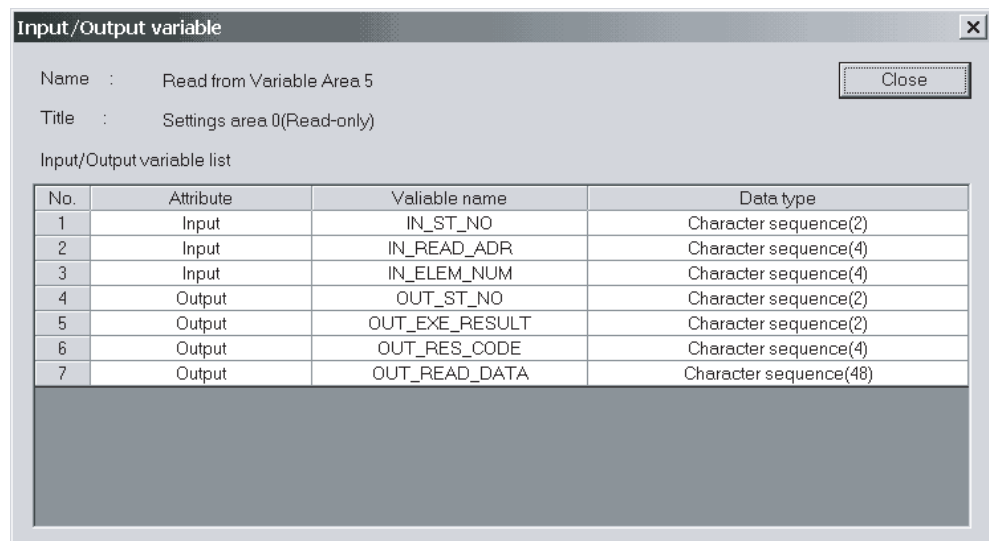 Input/Output variable
Name : Read from Variable Area 5
Close
Title : Settings area 0(Read-only)
Input/Output variable list
No. Attribute Valiable name Data type
1 Input IN_ST_NO Character sequence(2)
2 Input IN_READ_ADR Character sequence(4)
3 Input IN_ELEM_NUM Character sequence(4)
4 Output OUT_ST_NO Character sequence(2)
5 Output OUT_EXE_RESULT Character sequence(2)
6 Output OUT_RES_CODE Character sequence(4)
7 Output OUT_READ_DATA Character sequence(48)